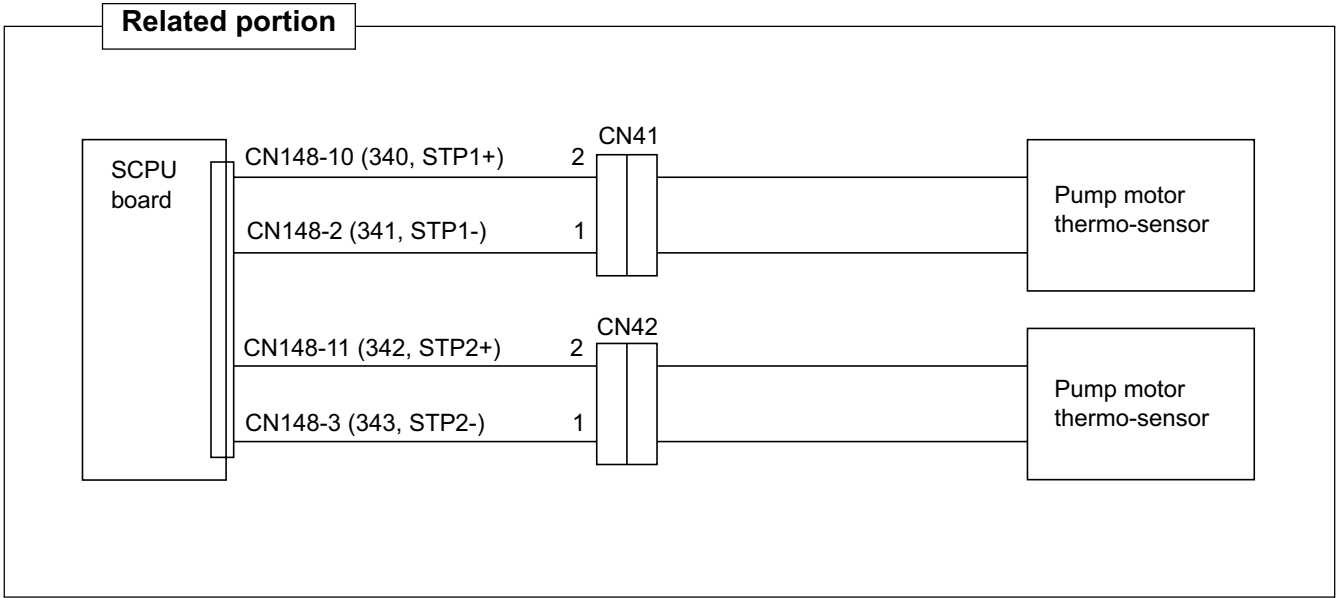 Related portion
SCPU
board
CN148-10 (340, STP1+)
2
CN41
CN148-2 (341, STP1-)
1
Pump motor
thermo-sensor
CN148-11 (342, STP2+)
2
CN42
CN148-3 (343, STP2-)
1
Pump motor
thermo-sensor